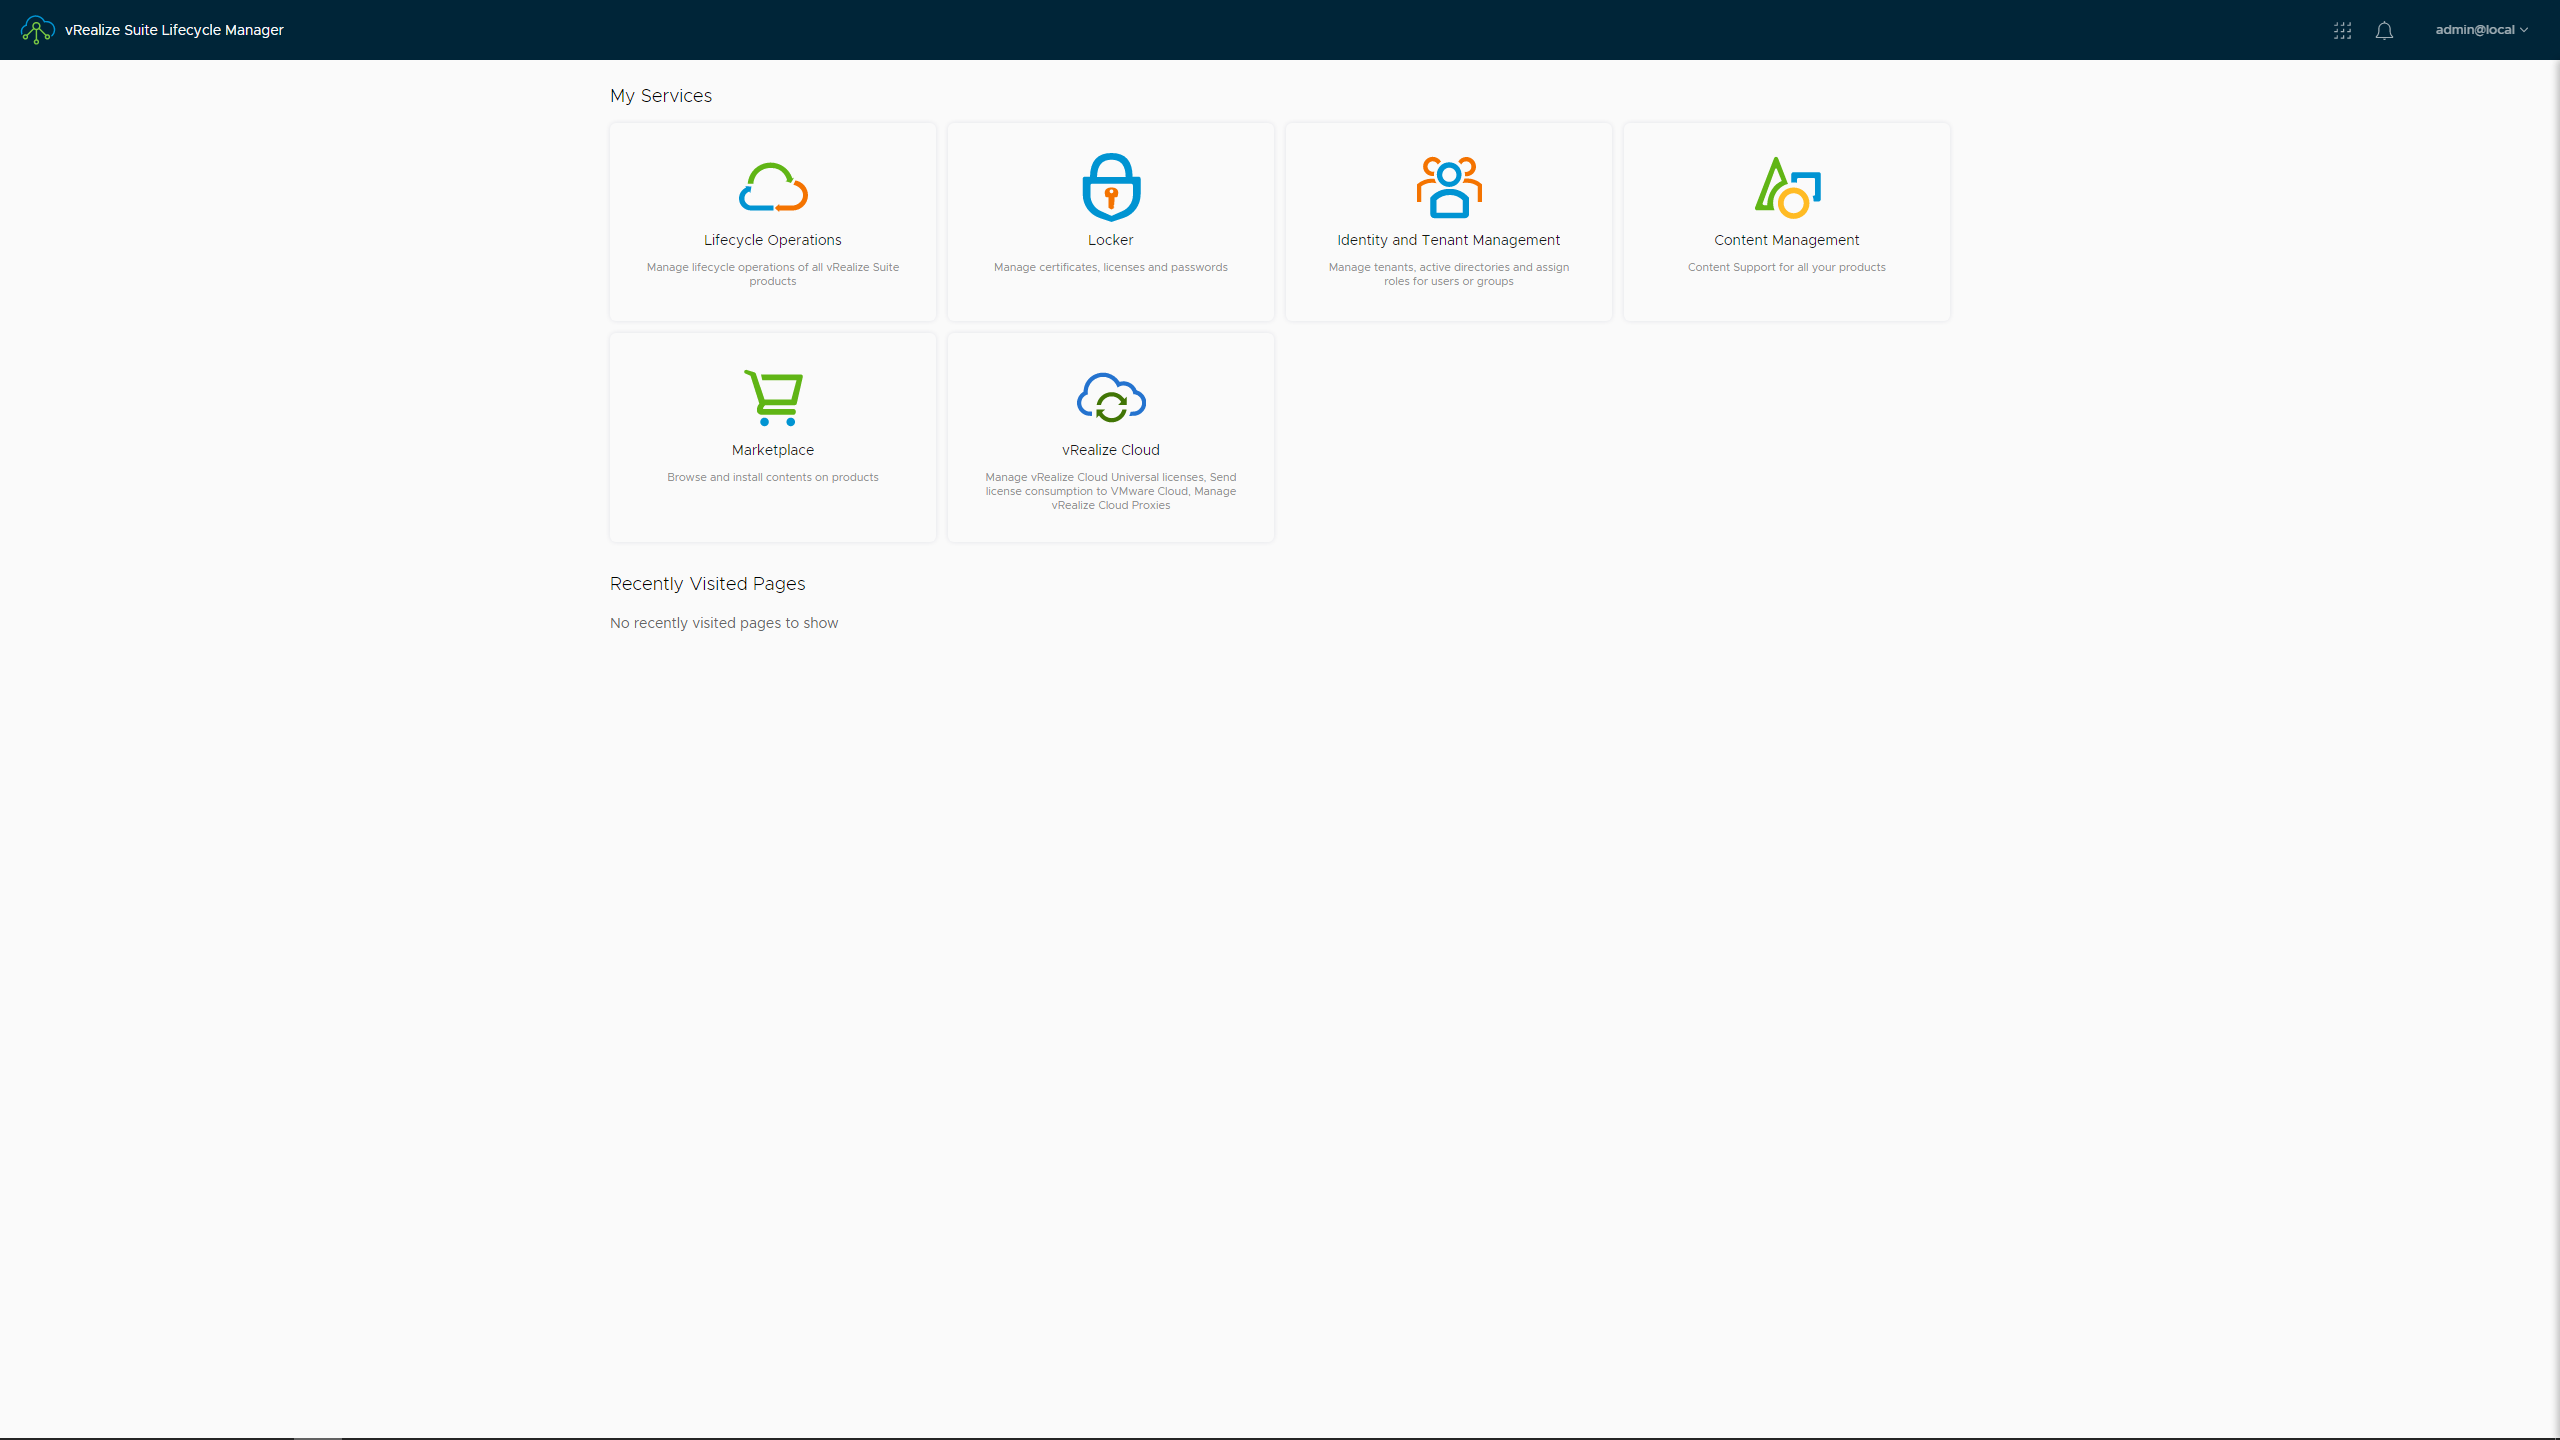 vRealize Suite Lifecycle Manager
admin@local
My Services
Lifecycle Operations
Manage lifecycle operations of all vRealize Suite
products
Locker
Manage certificates, licenses and passwords
Identity and Tenant Management
Manage tenants, active directories and assign
roles for users or groups
Content Management
Content Support for all your products
Marketplace
Browse and install contents on products
vRealize Cloud
Manage vRealize Cloud Universal licenses, Send
license consumption to VMware Cloud, Manage
vRealize Cloud Proxies
Recently Visited Pages
No recently visited pages to show